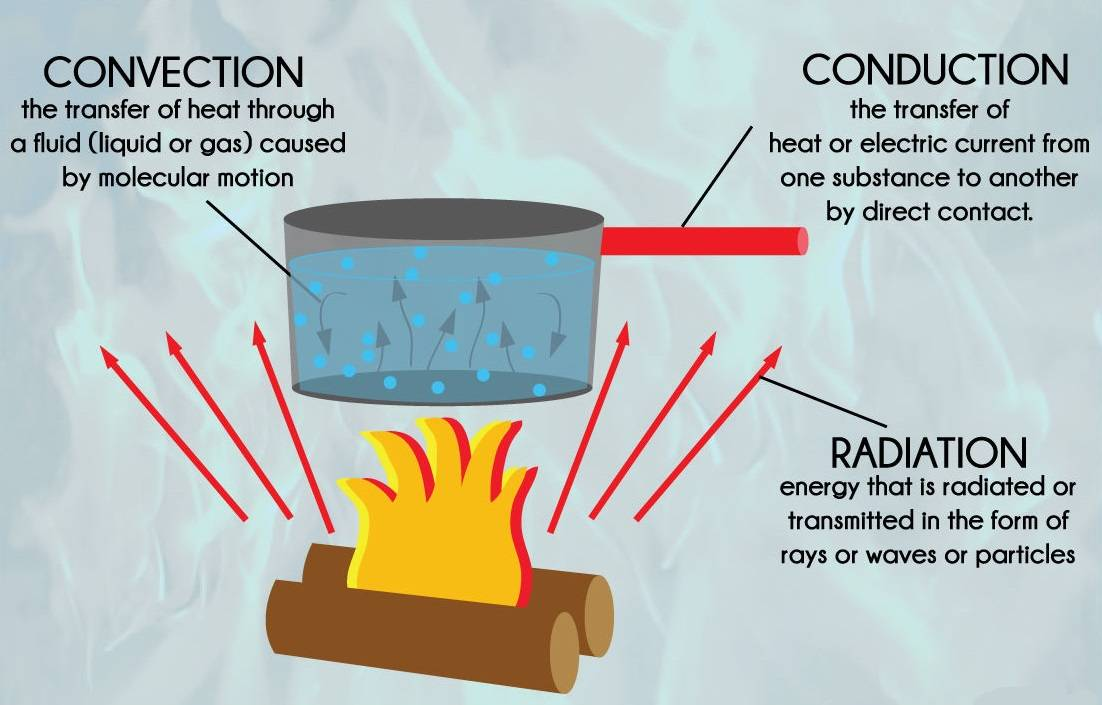 CONVECTION
the transfer of heat through
a fluid (liquid or gas) caused
by molecular motion
CONDUCTION
the transfer of
heat or electric current from
one substance to another
by direct contact.
RADIATION
energy that is radiated or
transmitted in the form of
rays or waves or particles